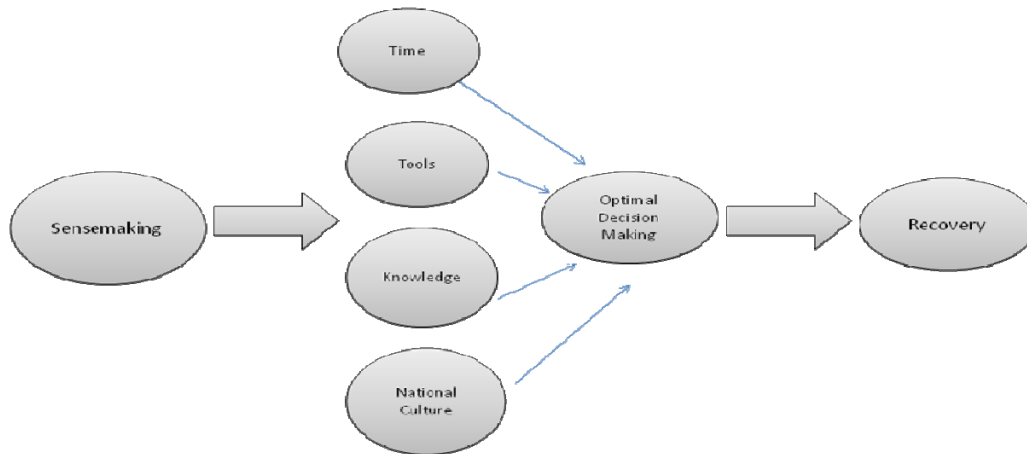 Time
Tools
Sensemaking
Optimal
Decision
Making
Recovery
Knowledge
National
Culture